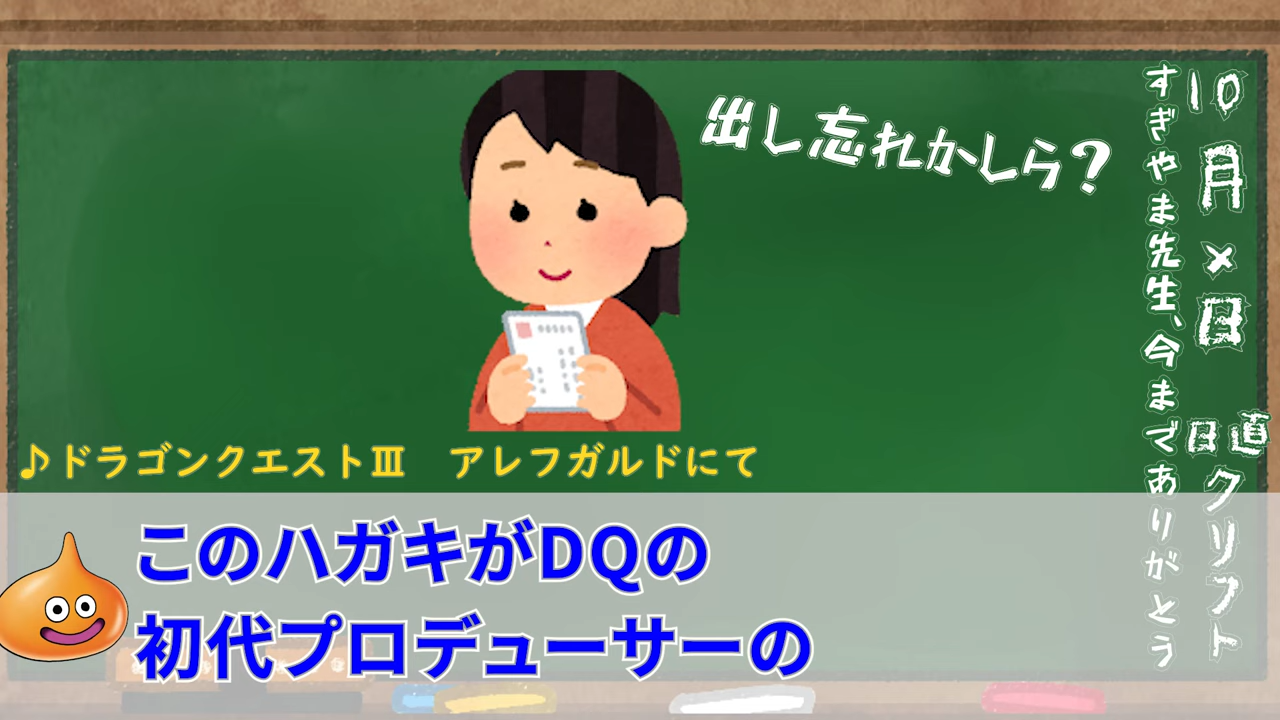 出し忘れかしら?
10月×日 日直クリフト
すぎやま先生、今までありがとう
♪ドラゴンクエストⅢ　アレフガルドにて
このハガキがDQの
初代プロデューサーの